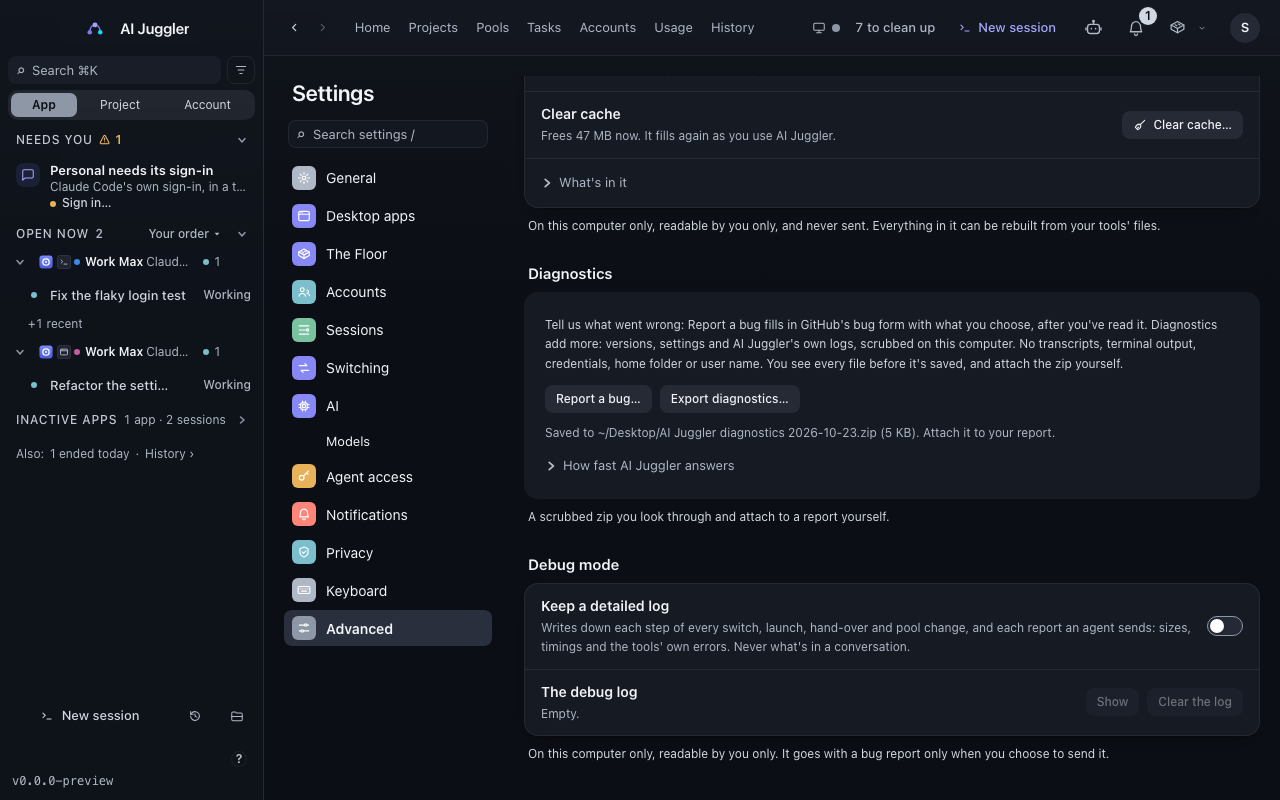 AI Juggler
Search ⌘K
App
Project
Account
NEEDS YOU
1
Personal needs its sign-in
Claude Code's own sign-in, in a t...
Sign in...
OPEN NOW 2
Your order
Work Max Claud...
1
Fix the flaky login test
Working
+1 recent
Work Max Claud...
1
Refactor the setti...
Working
INACTIVE APPS
1 app · 2 sessions
Also: 1 ended today · History ›
New session
?
v0.0.0-preview
Home
Projects
Pools
Tasks
Accounts
Usage
History
7 to clean up
New session
1
S
Settings
Search settings /
General
Desktop apps
The Floor
Accounts
Sessions
Switching
AI
Models
Agent access
Notifications
Privacy
Keyboard
Advanced
Clear cache
Frees 47 MB now. It fills again as you use AI Juggler.
Clear cache...
What's in it
On this computer only, readable by you only, and never sent. Everything in it can be rebuilt from your tools' files.
Diagnostics
Tell us what went wrong: Report a bug fills in GitHub's bug form with what you choose, after you've read it. Diagnostics
add more: versions, settings and AI Juggler's own logs, scrubbed on this computer. No transcripts, terminal output,
credentials, home folder or user name. You see every file before it's saved, and attach the zip yourself.
Report a bug...
Export diagnostics...
Saved to ~/Desktop/AI Juggler diagnostics 2026-10-23.zip (5 KB). Attach it to your report.
How fast AI Juggler answers
A scrubbed zip you look through and attach to a report yourself.
Debug mode
Keep a detailed log
Writes down each step of every switch, launch, hand-over and pool change, and each report an agent sends: sizes,
timings and the tools' own errors. Never what's in a conversation.
The debug log
Empty.
Show
Clear the log
On this computer only, readable by you only. It goes with a bug report only when you choose to send it.